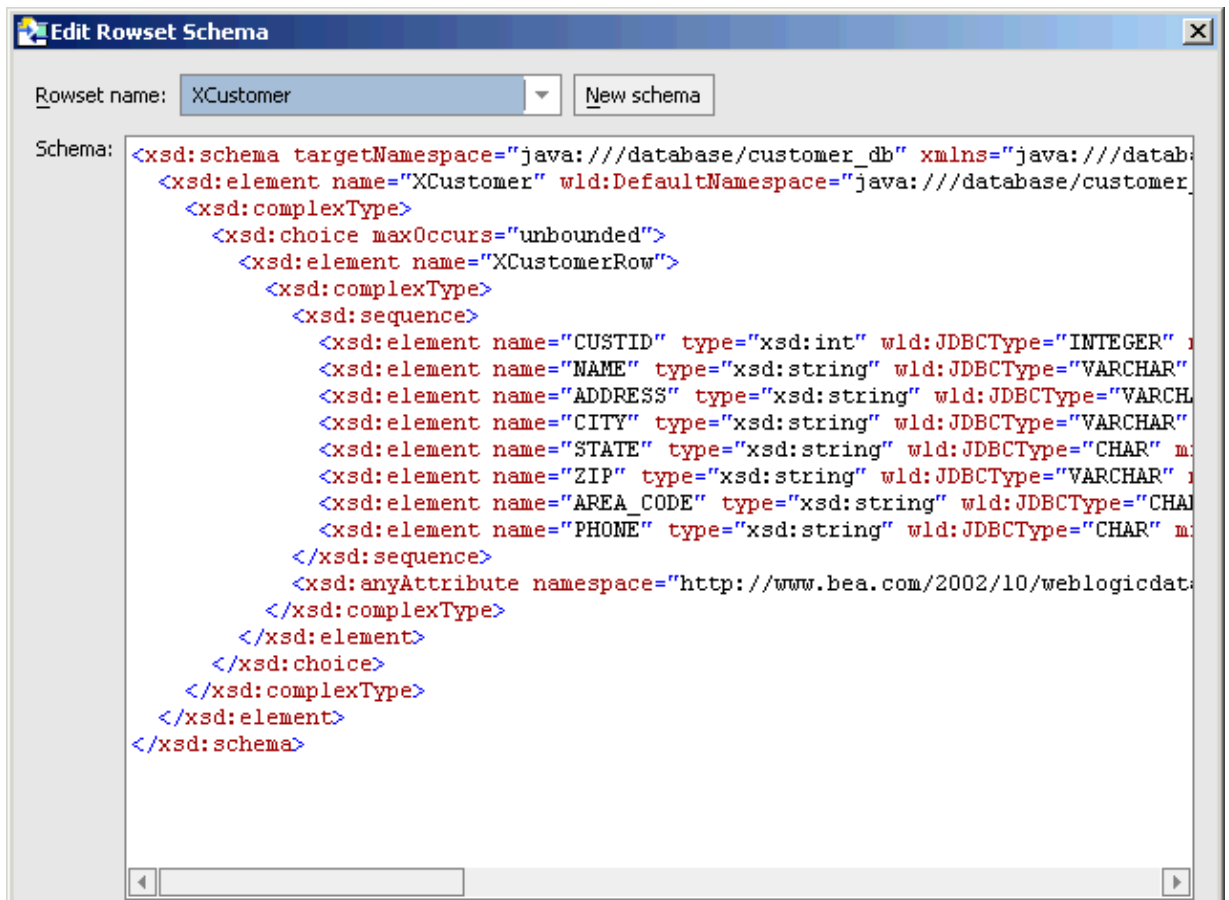 Edit Rowset Schema
Rowset name: XCustomer New schema
Schema:
<xsd:schema targetNamespace="java:///database/customer_db" xmlns="java:///datab
<xsd:element name="XCustomer" wld:DefaultNamespace="java:///database/customer_
<xsd:complexType>
<xsd:choice maxOccurs="unbounded">
<xsd:element name="XCustomerRow">
<xsd:complexType>
<xsd:sequence>
<xsd:element name="CUSTID" type="xsd:int" wld:JDBCType="INTEGER"
<xsd:element name="NAME" type="xsd:string" wld:JDBCType="VARCHAR"
<xsd:element name="ADDRESS" type="xsd:string" wld:JDBCType="VARCH
<xsd:element name="CITY" type="xsd:string" wld:JDBCType="VARCHAR"
<xsd:element name="STATE" type="xsd:string" wld:JDBCType="CHAR" m
<xsd:element name="ZIP" type="xsd:string" wld:JDBCType="VARCHAR"
<xsd:element name="AREA_CODE" type="xsd:string" wld:JDBCType="CHA
<xsd:element name="PHONE" type="xsd:string" wld:JDBCType="CHAR" m
</xsd:sequence>
<xsd:anyAttribute namespace="http://www.bea.com/2002/10/weblogicdat
</xsd:complexType>
</xsd:element>
</xsd:choice>
</xsd:complexType>
</xsd:element>
</xsd:schema>